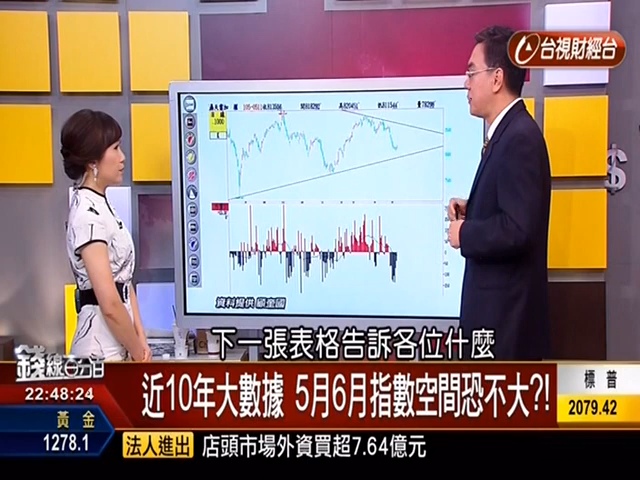 台視財經台
資料提供 顧奎國
下一張表格告訴各位什麼
錢線百分百
22:48:24
近10年大數據 5月6月指數空間恐不大?!
標普
2079.42
黃金
1278.1
法人進出
店頭市場外資買超7.64億元